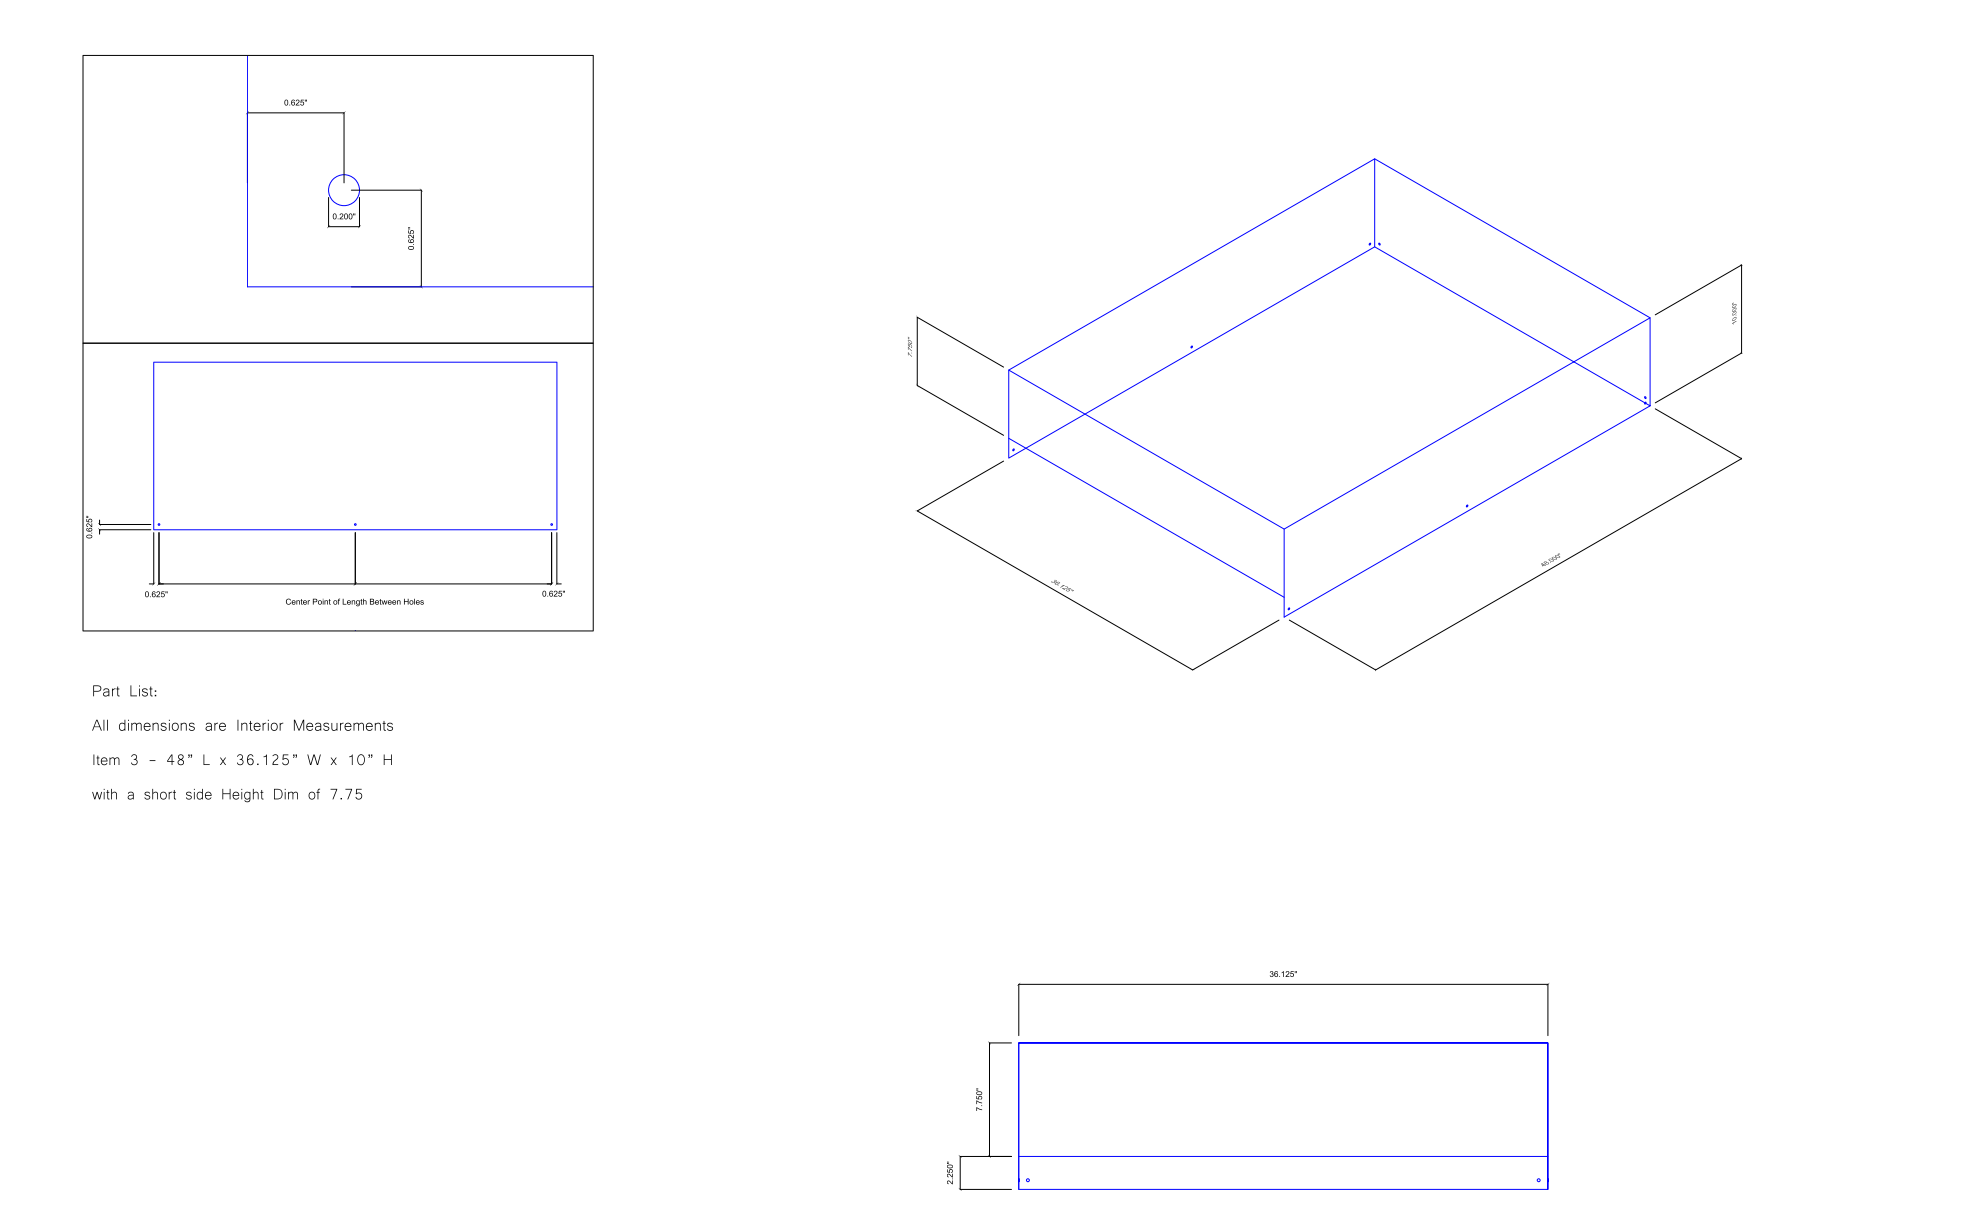 0.625"
0.200"
0.625"
0.625"
0.625"
0.625"
Center Point of Length Between Holes
Part List:
All dimensions are Interior Measurements
Item 3 - 48" L x 36.125" W x 10" H
with a short side Height Dim of 7.75
7.750"
10.000"
36.125"
48.000"
36.125"
7.750"
2.250"